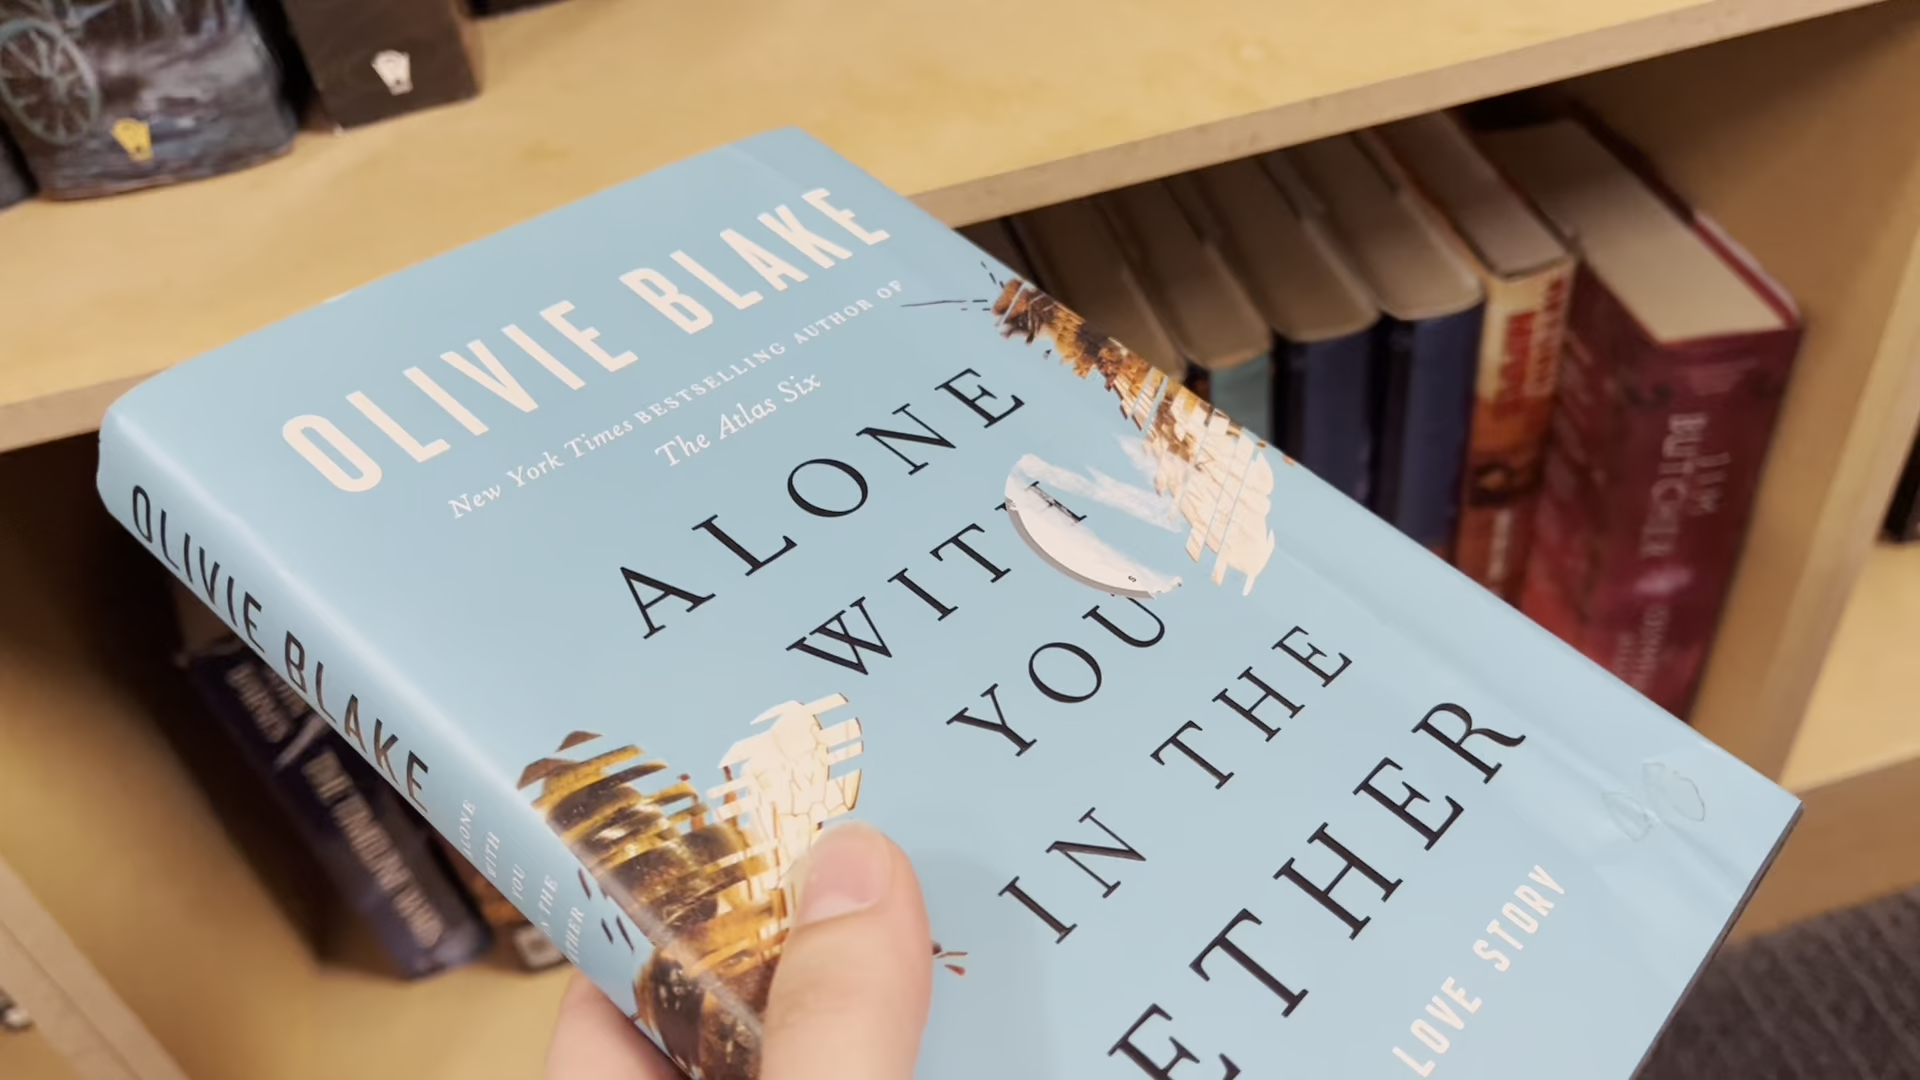 OLIVIE BLAKE
New York Times BESTSELLING AUTHOR OF
The Atlas Six
ALONE
WITH
YOU
IN THE
ETHER
LOVE STORY
OLIVIE BLAKE
ALONE
WITH
YOU
IN THE
ETHER
JIM
BUTCHER